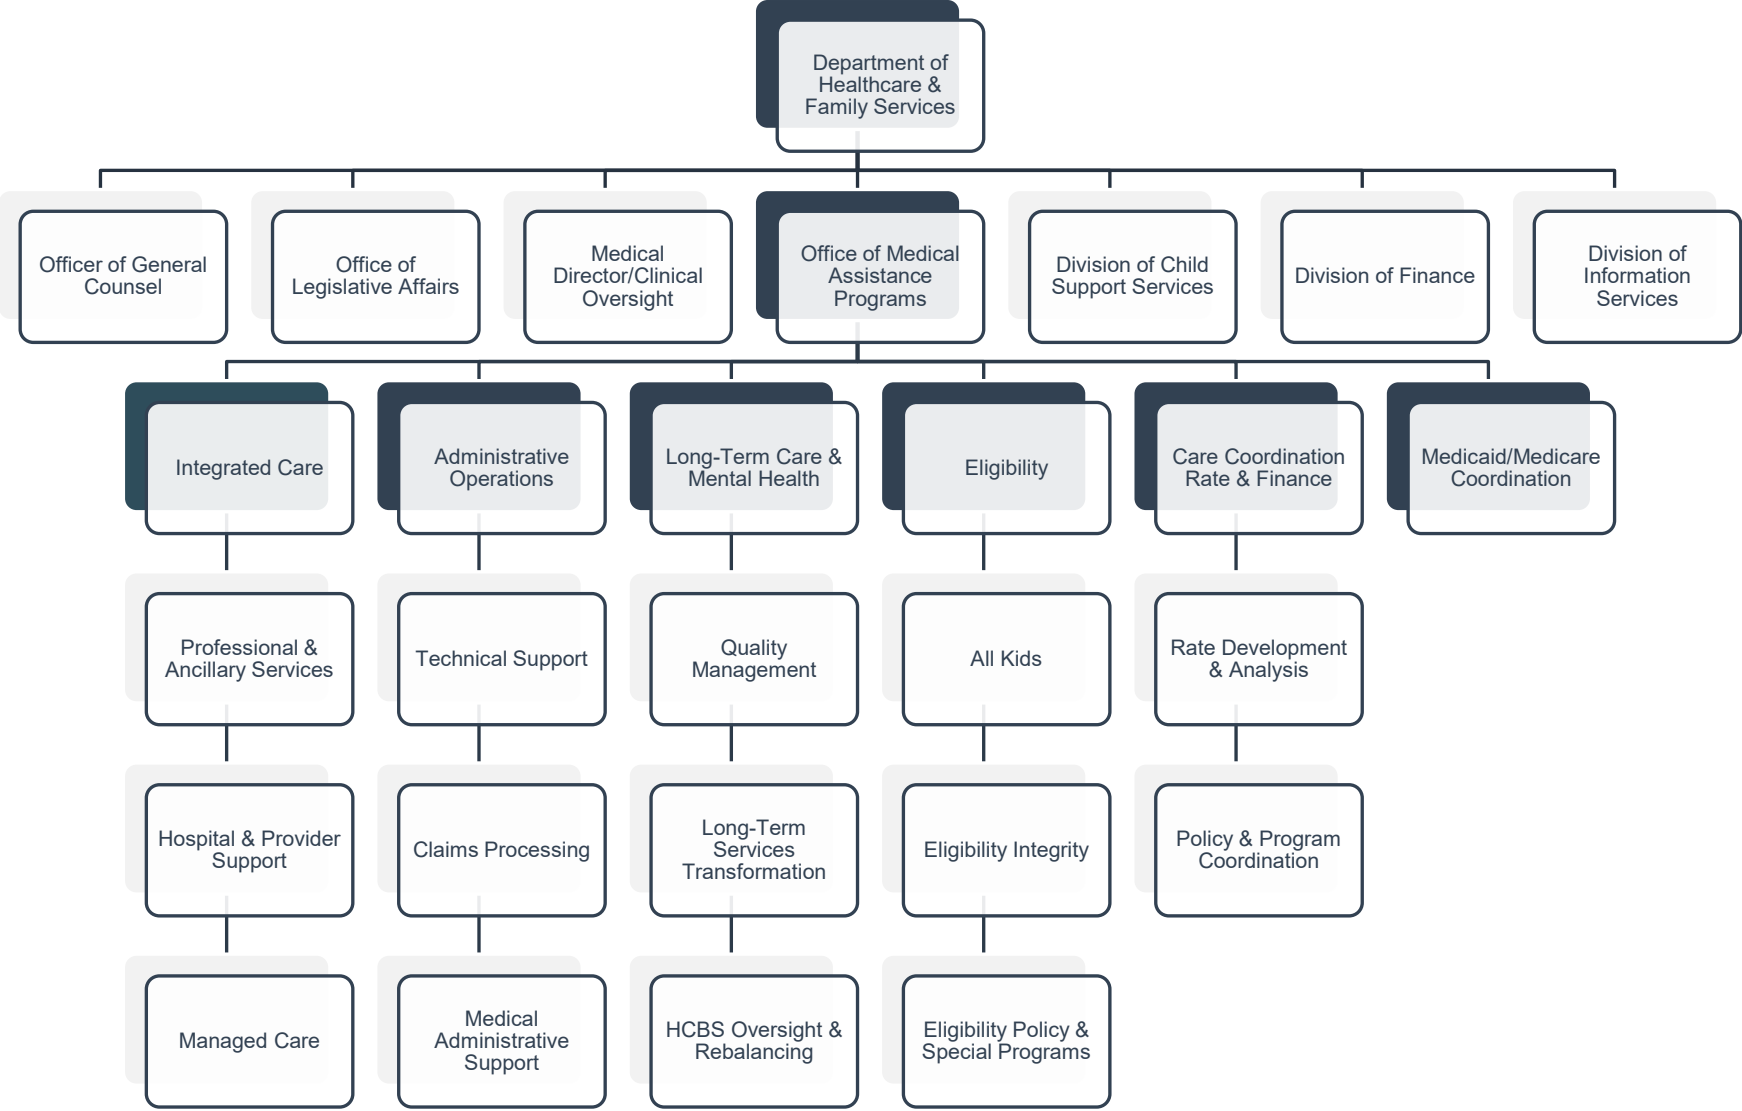 Department of
Healthcare &
Family Services
Officer of General
Counsel
Office of
Legislative Affairs
Medical
Director/Clinical
Oversight
Office of Medical
Assistance
Programs
Division of Child
Support Services
Division of Finance
Division of
Information
Services
Integrated Care
Administrative
Operations
Long-Term Care &
Mental Health
Eligibility
Care Coordination
Rate & Finance
Medicaid/Medicare
Coordination
Professional &
Ancillary Services
Technical Support
Quality
Management
All Kids
Rate Development
& Analysis
Hospital & Provider
Support
Claims Processing
Long-Term
Services
Transformation
Eligibility Integrity
Policy & Program
Coordination
Managed Care
Medical
Administrative
Support
HCBS Oversight &
Rebalancing
Eligibility Policy &
Special Programs